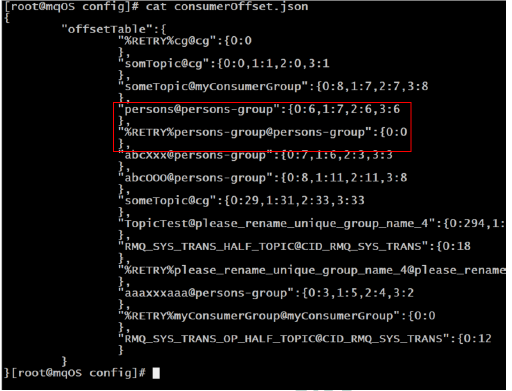 [root@mqOS config]# cat consumerOffset.json
{
"offsetTable":{
"%RETRY%cg@cg":{0:0
},
"somTopic@cg":{0:0,1:1,2:0,3:1
},
"someTopic@myConsumerGroup":{0:8,1:7,2:7,3:8
},
"persons@persons-group":{0:6,1:7,2:6,3:6
},
"%RETRY%persons-group@persons-group":{0:0
},
"abcxxx@persons-group":{0:7,1:6,2:3,3:3
},
"abcOOO@persons-group":{0:8,1:11,2:11,3:8
},
"someTopic@cg":{0:29,1:31,2:33,3:33
},
"TopicTest@please_rename_unique_group_name_4":{0:294,1:
},
"RMQ_SYS_TRANS_HALF_TOPIC@CID_RMQ_SYS_TRANS":{0:18
},
"%RETRY%please_rename_unique_group_name_4@please_rename
},
"aaaxxxaaa@persons-group":{0:3,1:5,2:4,3:2
},
"%RETRY%myConsumerGroup@myConsumerGroup":{0:0
},
"RMQ_SYS_TRANS_OP_HALF_TOPIC@CID_RMQ_SYS_TRANS":{0:12
}
}
}[root@mqOS config]#